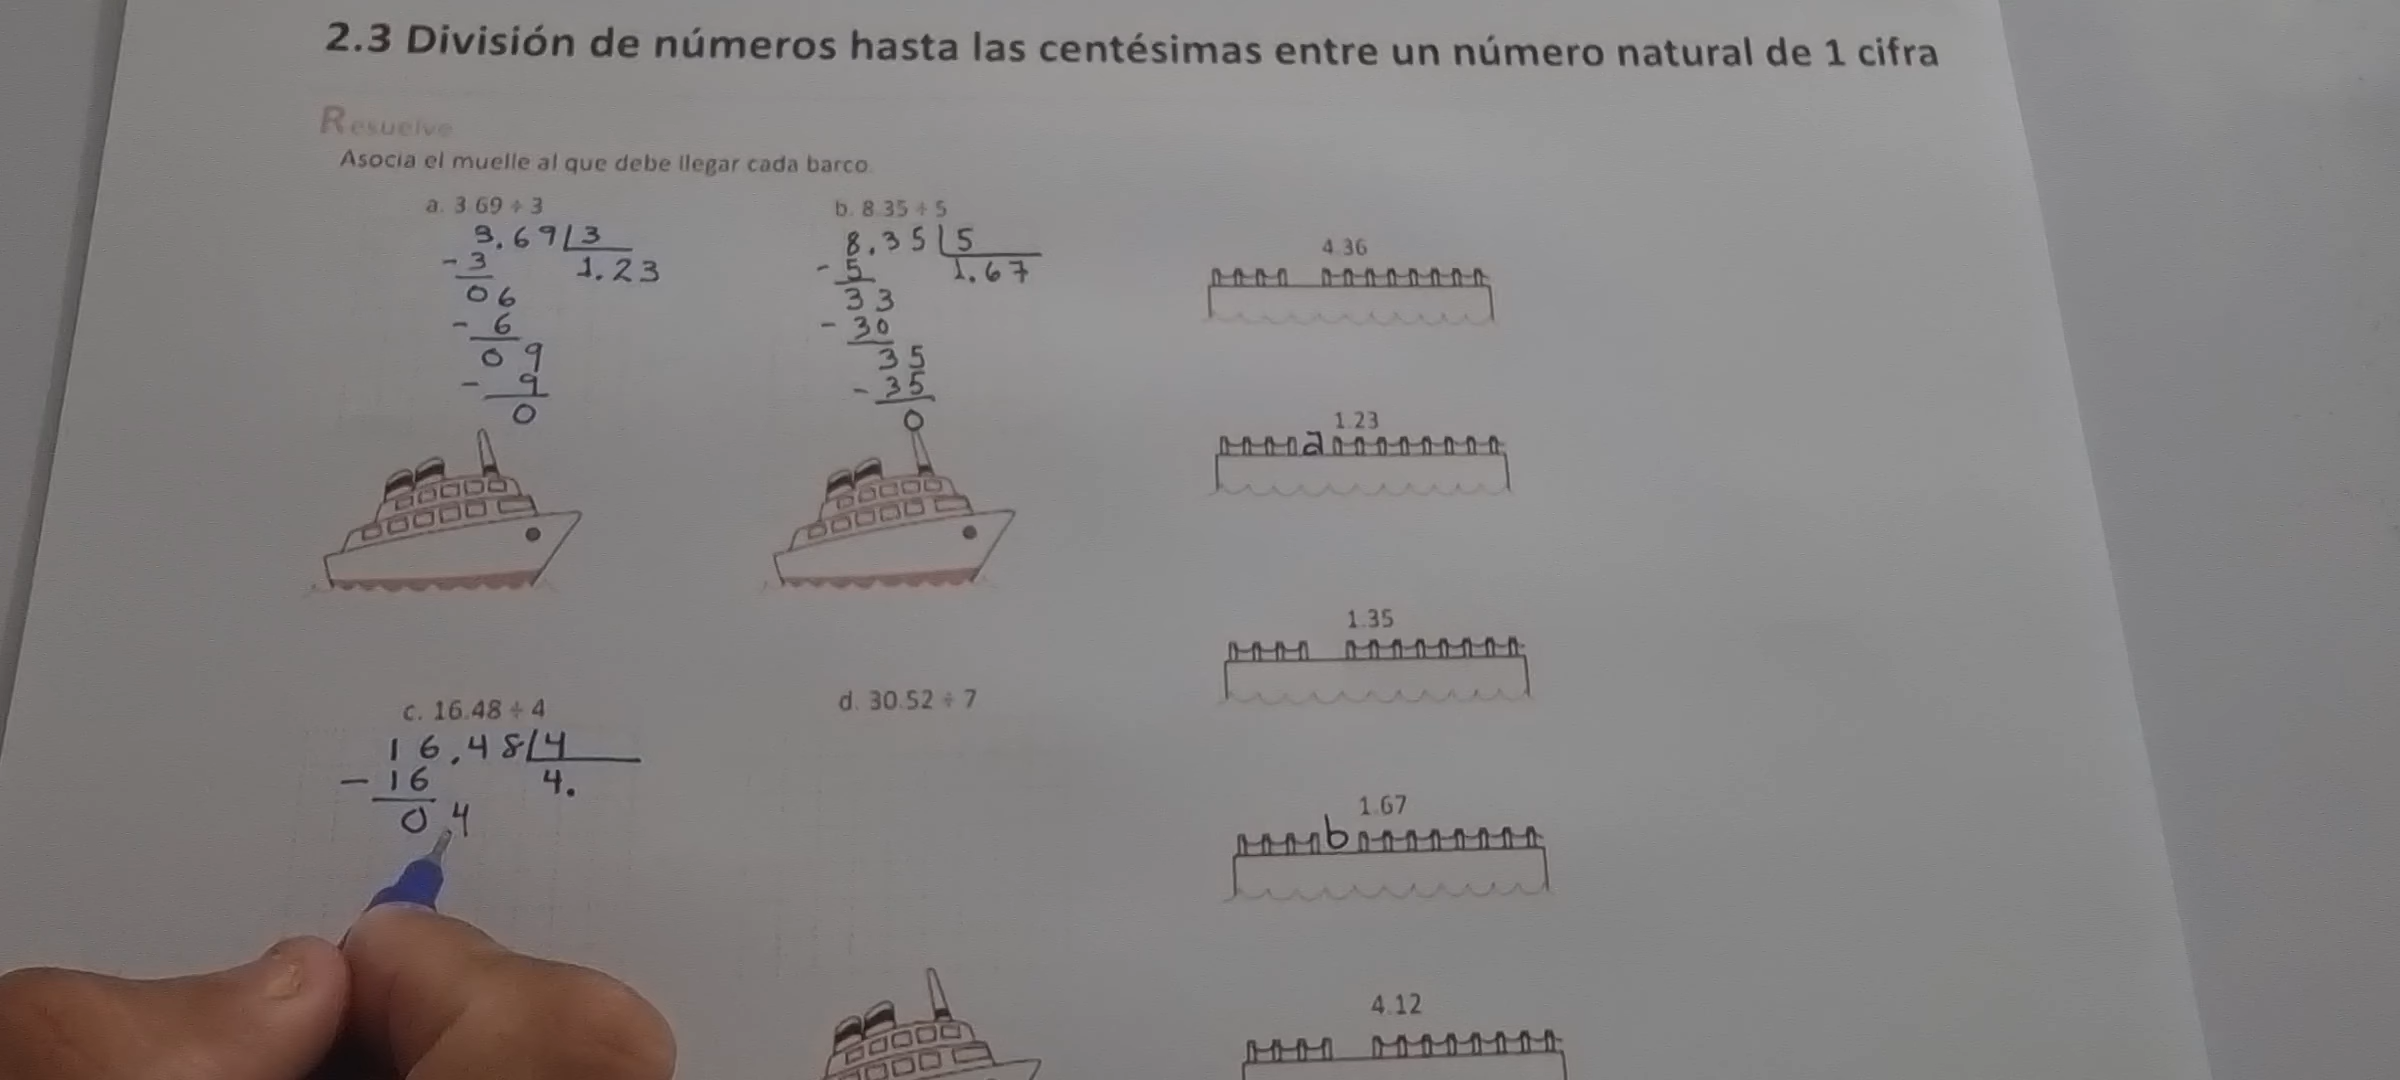 2.3 División de números hasta las centésimas entre un número natural de 1 cifra
Resuelve
Asocia el muelle al que debe llegar cada barco.
a. 3.69 ÷ 3
3.69 3
- 3 1.23
06
- 6
09
- 9
0
b. 8.35 ÷ 5
8.35 5
- 5 1.67
33
- 30
35
- 35
0
c. 16.48 ÷ 4
16.48 4
- 16 4.
04
d. 30.52 ÷ 7
4.36
1.23
a
1.35
1.67
b
4.12